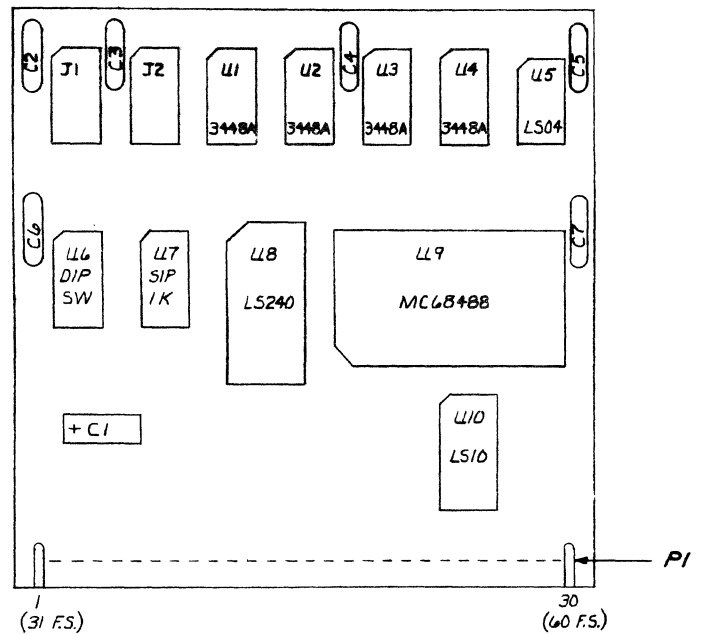 C2
J1
C3
J2
U1
3448A
U2
3448A
C4
U3
3448A
U4
3448A
U5
LS04
C5
C6
U6
DIP
SW
U7
SIP
1K
U8
LS240
U9
MC68488
C7
+ C1
U10
LS10
P1
1
(31 F.S.)
30
(60 F.S.)